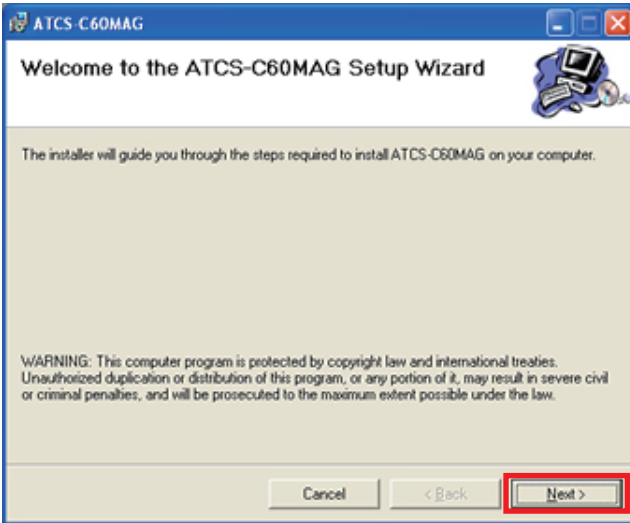 ATCS-C60MAG
Welcome to the ATCS-C60MAG Setup Wizard
The installer will guide you through the steps required to install ATCS-C60MAG on your computer.
WARNING: This computer program is protected by copyright law and international treaties.
Unauthorized duplication or distribution of this program, or any portion of it, may result in severe civil
or criminal penalties, and will be prosecuted to the maximum extent possible under the law.
Cancel
< Back
Next >